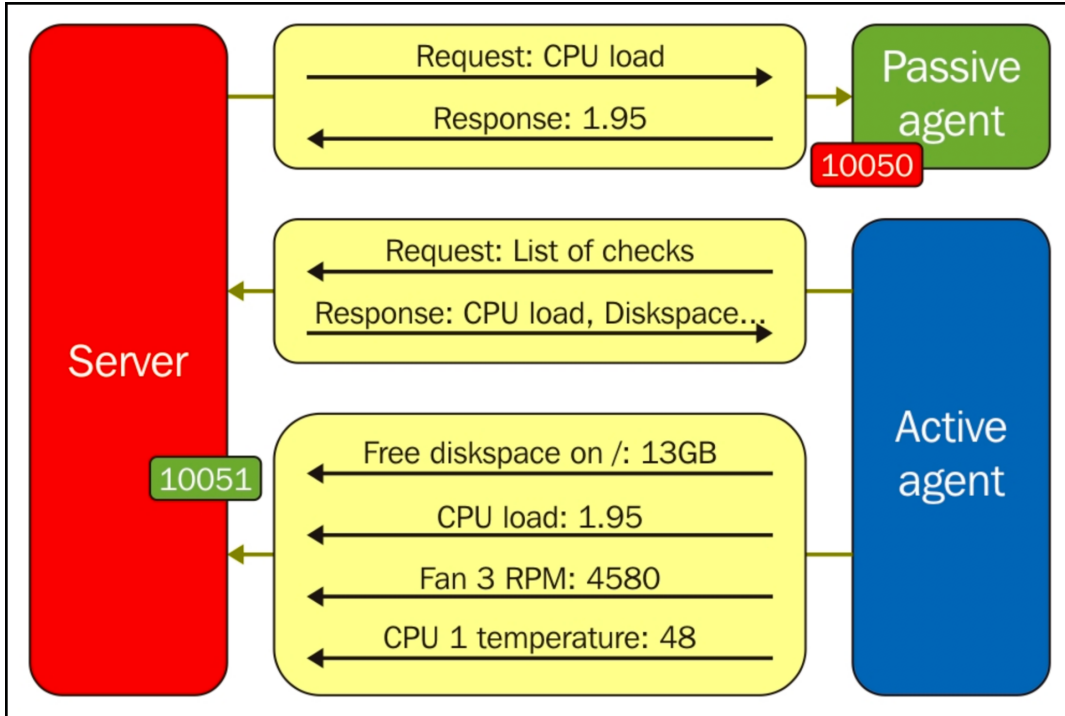 Server
Request: CPU load
Response: 1.95
Passive
agent
10050
Request: List of checks
Response: CPU load, Diskspace...
10051
Free diskspace on /: 13GB
CPU load: 1.95
Fan 3 RPM: 4580
CPU 1 temperature: 48
Active
agent